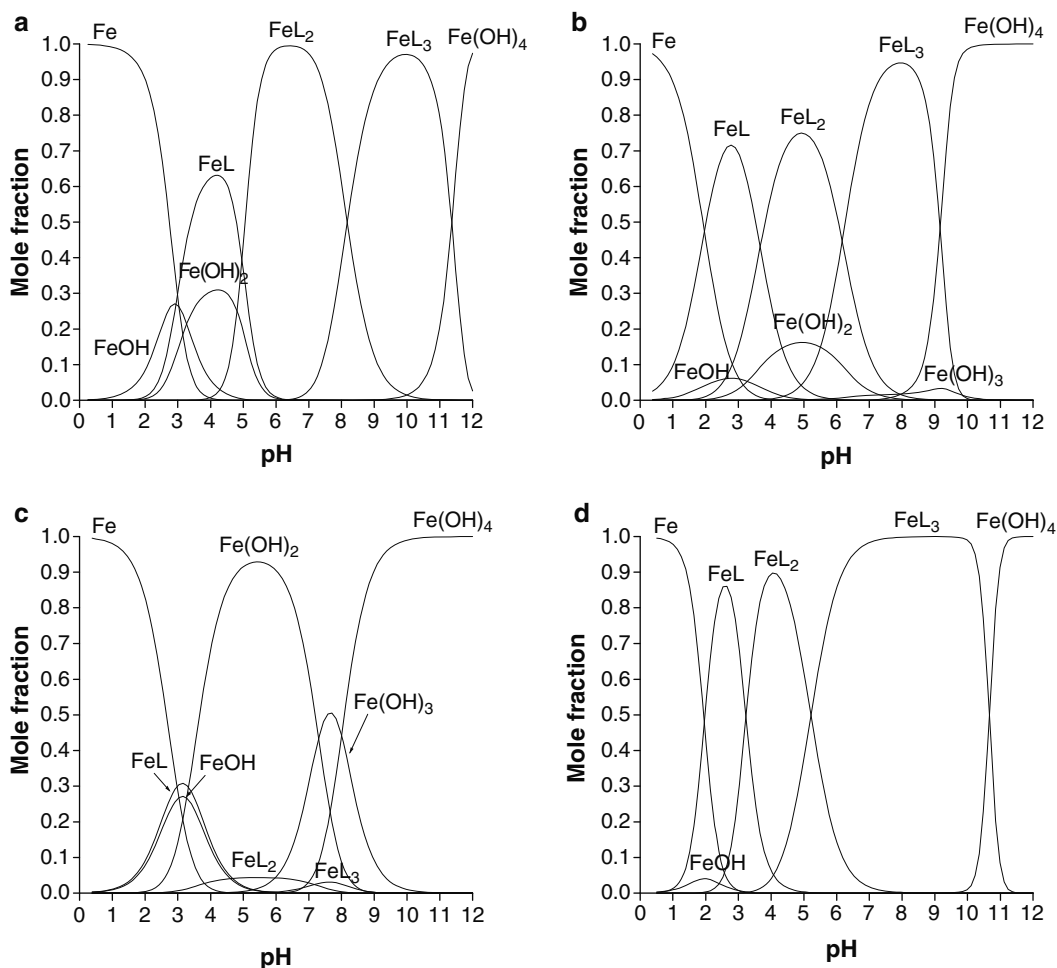 a
Fe
FeL2
FeL3
Fe(OH)4
1.0
0.9
0.8
0.7
0.6
0.5
0.4
0.3
0.2
0.1
0.0
Mole fraction
FeL
Fe(OH)2
FeOH
0 1 2 3 4 5 6 7 8 9 10 11 12
pH
b
Fe
FeL
FeL2
FeL3
Fe(OH)4
1.0
0.9
0.8
0.7
0.6
0.5
0.4
0.3
0.2
0.1
0.0
Mole fraction
Fe(OH)2
FeOH
Fe(OH)3
0 1 2 3 4 5 6 7 8 9 10 11 12
pH
c
Fe
Fe(OH)2
Fe(OH)4
1.0
0.9
0.8
0.7
0.6
0.5
0.4
0.3
0.2
0.1
0.0
Mole fraction
Fe(OH)3
FeL
FeOH
FeL2
FeL3
0 1 2 3 4 5 6 7 8 9 10 11 12
pH
d
Fe
FeL
FeL2
FeL3
Fe(OH)4
1.0
0.9
0.8
0.7
0.6
0.5
0.4
0.3
0.2
0.1
0.0
Mole fraction
FeOH
0 1 2 3 4 5 6 7 8 9 10 11 12
pH